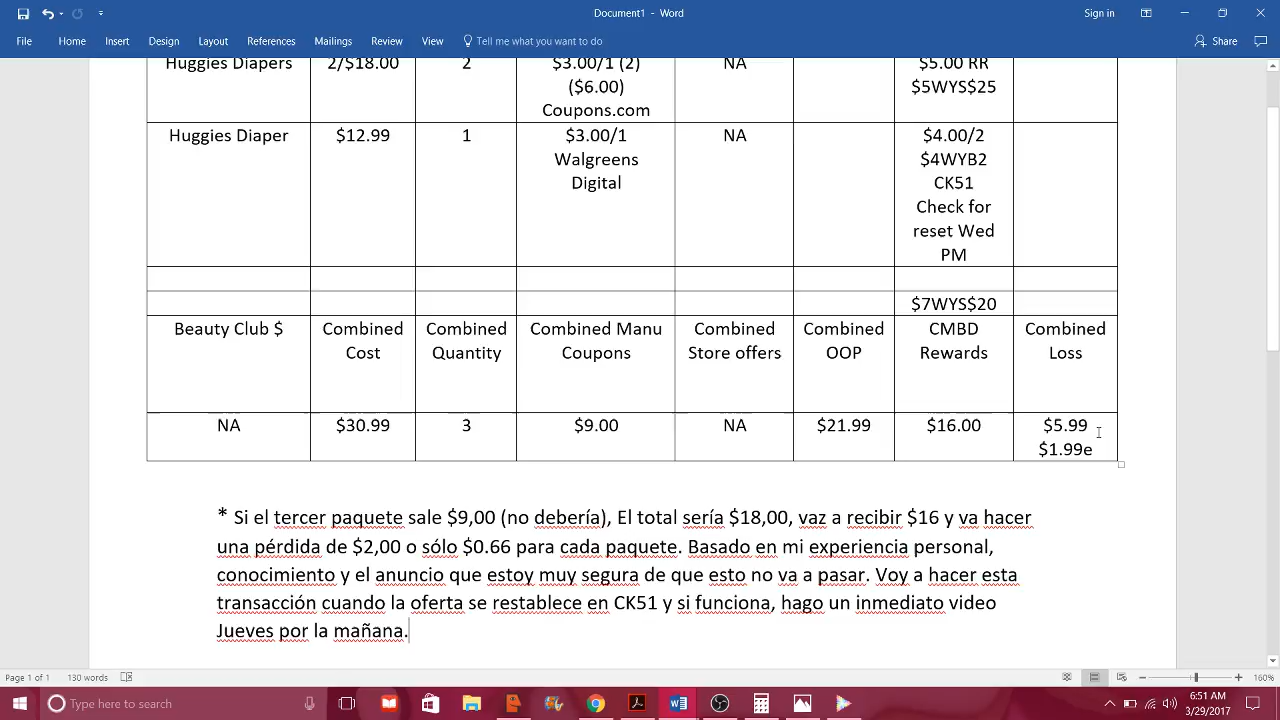 Document1 - Word
Sign in
File Home Insert Design Layout References Mailings Review View Tell me what you want to do Share
Huggies Diapers 2/$18.00 2 $3.00/1 (2) NA $5.00 RR
($6.00) $5WYS$25
Coupons.com
Huggies Diaper $12.99 1 $3.00/1 NA $4.00/2
Walgreens $4WYB2
Digital CK51
Check for
reset Wed
PM
$7WYS$20
Beauty Club $ Combined Combined Combined Manu Combined Combined CMBD Combined
Cost Quantity Coupons Store offers OOP Rewards Loss
NA $30.99 3 $9.00 NA $21.99 $16.00 $5.99
$1.99e
* Si el tercer paquete sale $9,00 (no debería), El total sería $18,00, vaz a recibir $16 y va hacer
una pérdida de $2,00 o sólo $0.66 para cada paquete. Basado en mi experiencia personal,
conocimiento y el anuncio que estoy muy segura de que esto no va a pasar. Voy a hacer esta
transacción cuando la oferta se restablece en CK51 y si funciona, hago un inmediato video
Jueves por la mañana.
Page 1 of 1 130 words 160%
Type here to search 6:51 AM
3/29/2017